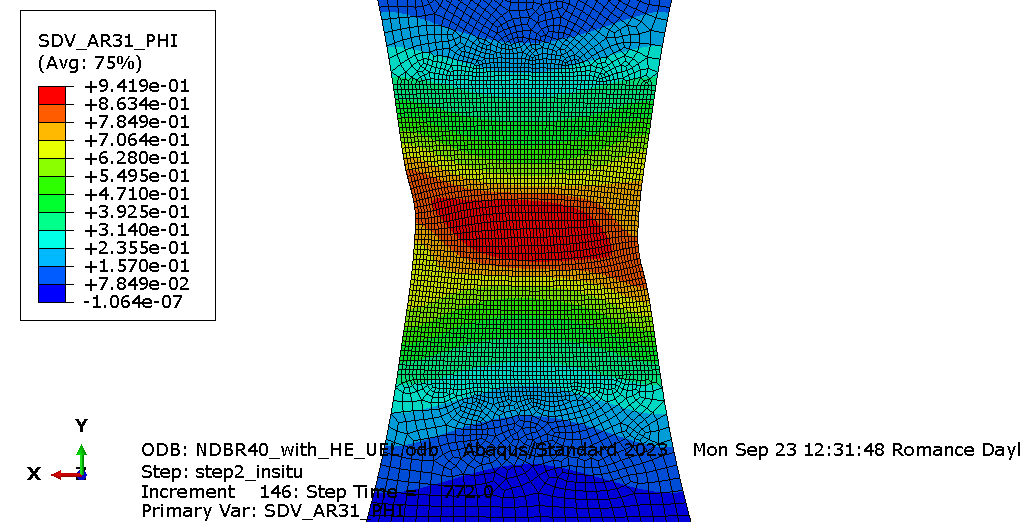 SDV_AR31_PHI
(Avg: 75%)
+9.419e-01
+8.634e-01
+7.849e-01
+7.064e-01
+6.280e-01
+5.495e-01
+4.710e-01
+3.925e-01
+3.140e-01
+2.355e-01
+1.570e-01
+7.849e-02
-1.064e-07
Y
X
Z
ODB: NDBR40_with_HE_UEL.odb Abaqus/Standard 2023 Mon Sep 23 12:31:48 Romance Dayl
Step: step2_insitu
Increment 146: Step Time = 772.0
Primary Var: SDV_AR31_PHI